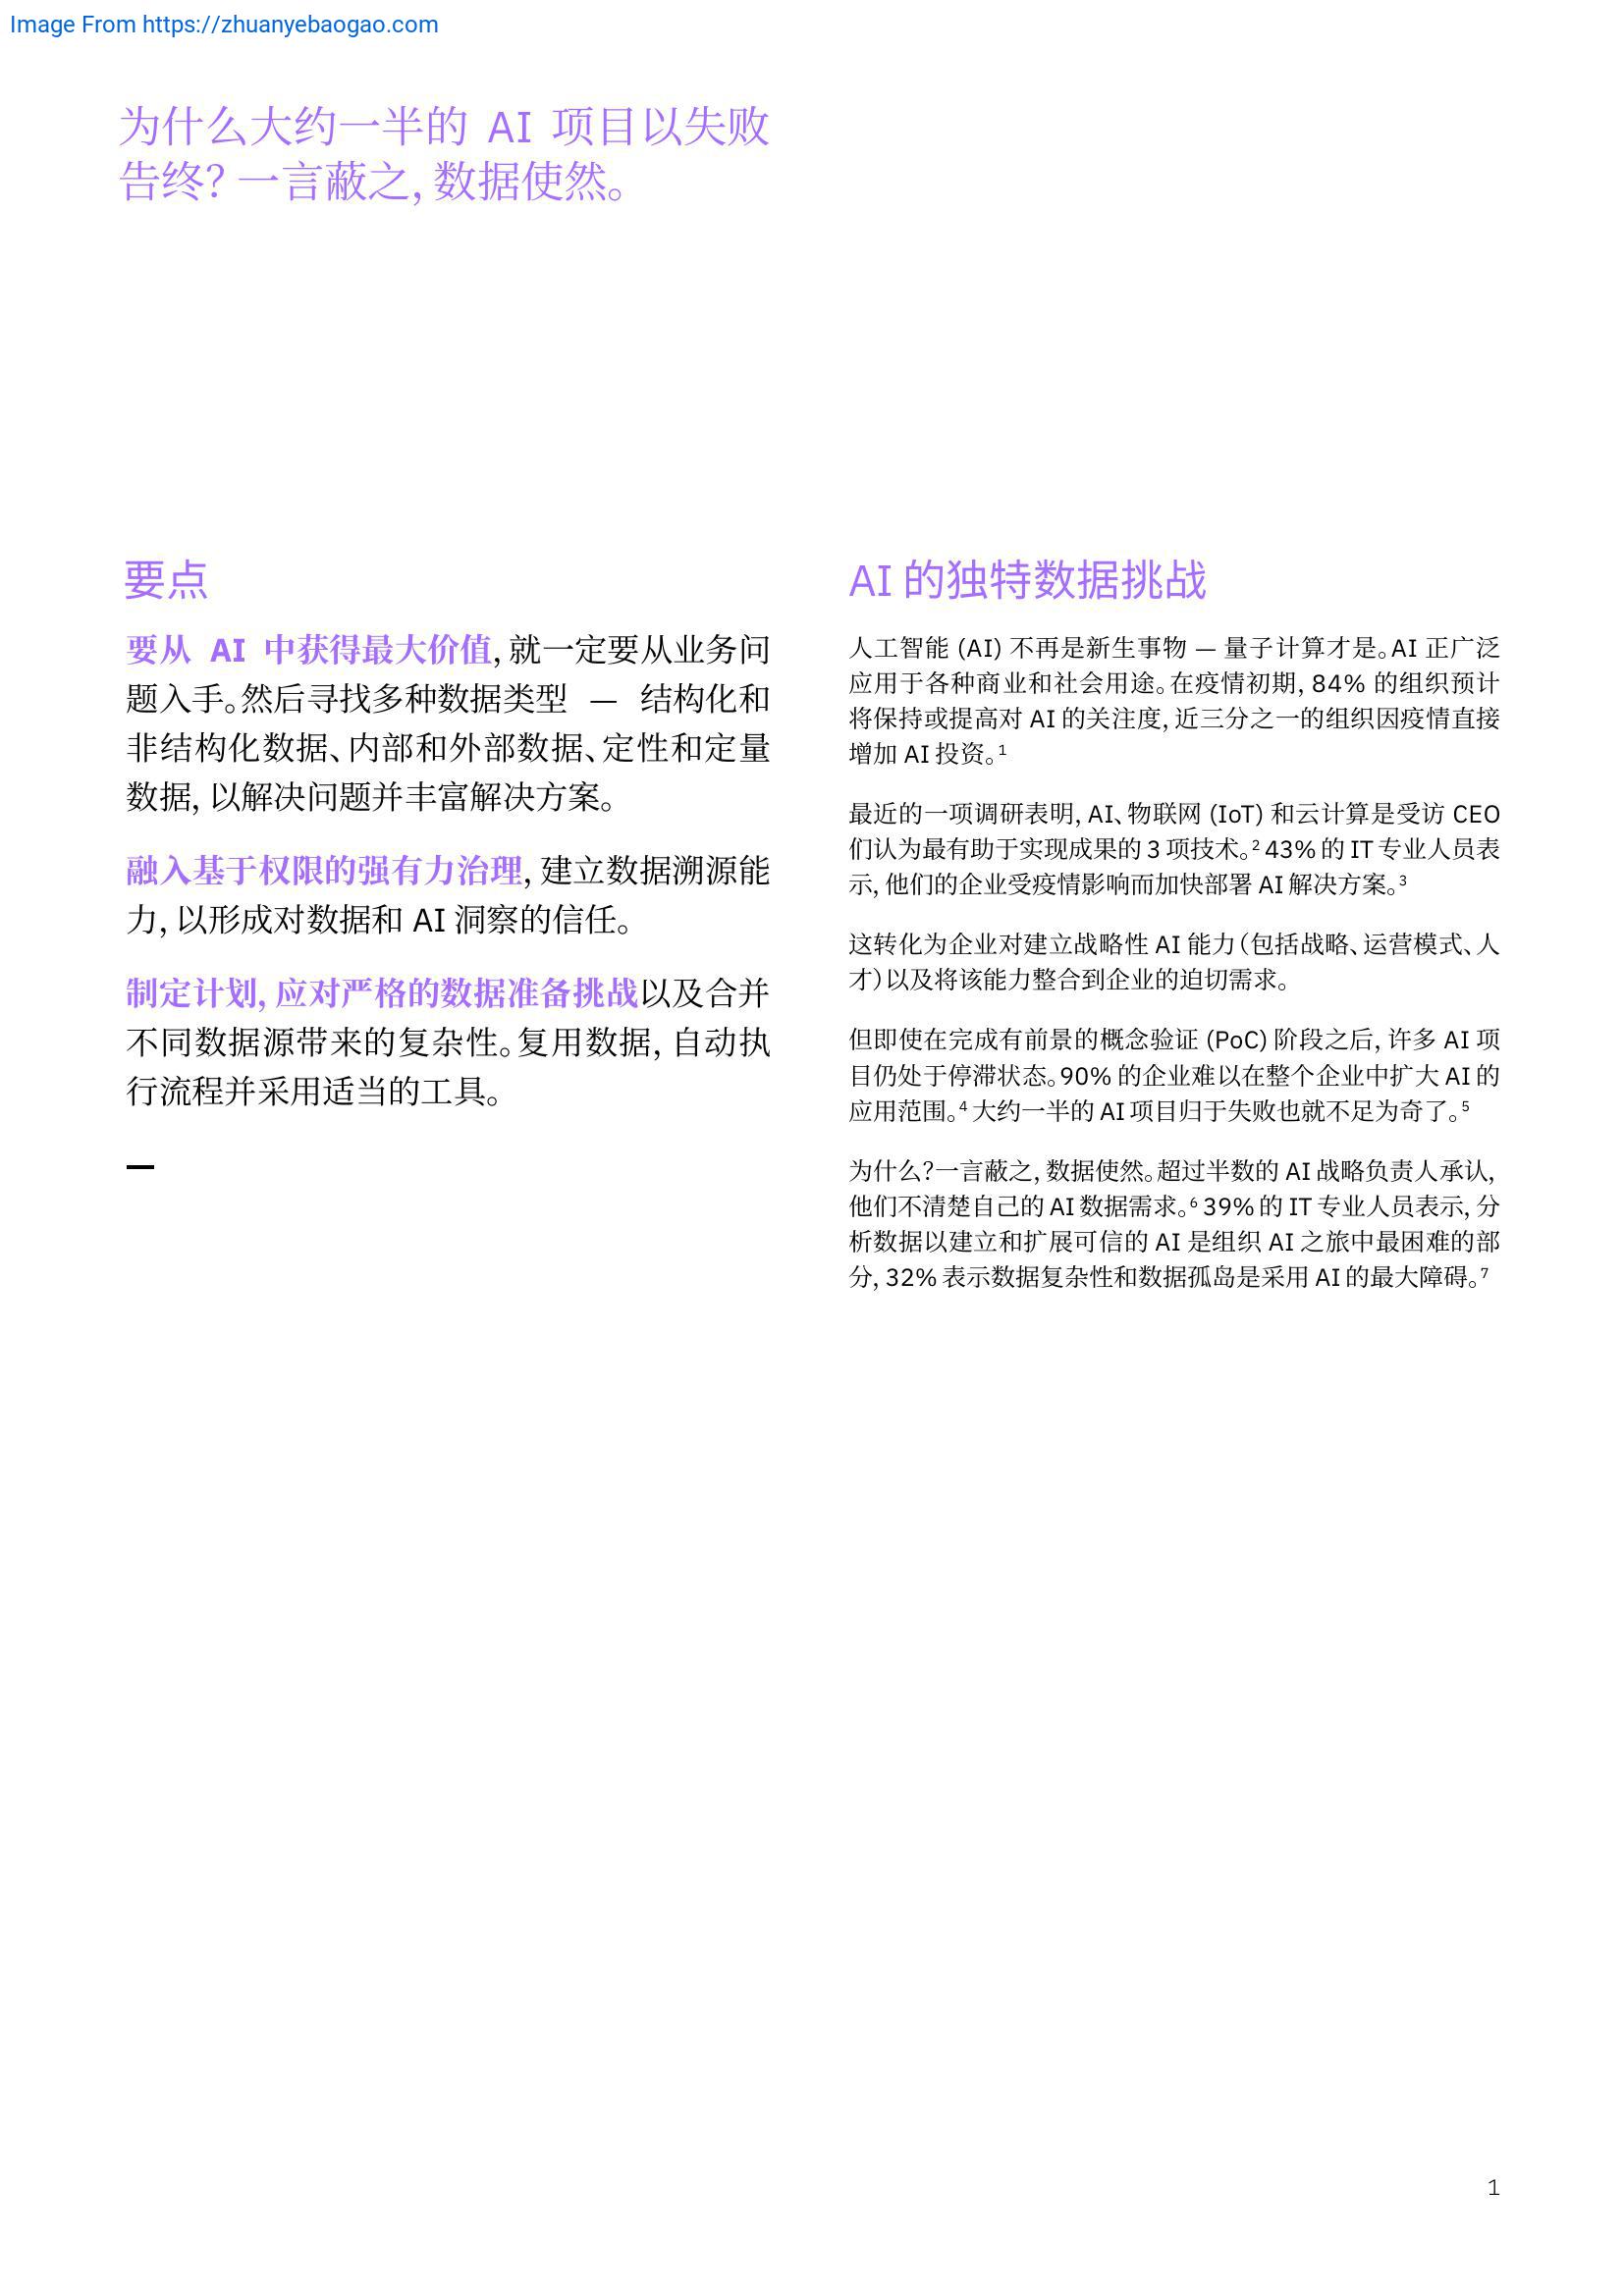 Image From https://zhuanyebaogao.com
为什么大约一半的 AI 项目以失败
告终？一言蔽之，数据使然。
要点
要从 AI 中获得最大价值，就一定要从业务问
题入手。然后寻找多种数据类型 — 结构化和
非结构化数据、内部和外部数据、定性和定量
数据，以解决问题并丰富解决方案。
融入基于权限的强有力治理，建立数据溯源能
力，以形成对数据和 AI 洞察的信任。
制定计划，应对严格的数据准备挑战以及合并
不同数据源带来的复杂性。复用数据，自动执
行流程并采用适当的工具。
—
AI 的独特数据挑战
人工智能 (AI) 不再是新生事物 — 量子计算才是。AI 正广泛
应用于各种商业和社会用途。在疫情初期，84% 的组织预计
将保持或提高对 AI 的关注度，近三分之一的组织因疫情直接
增加 AI 投资。¹
最近的一项调研表明，AI、物联网 (IoT) 和云计算是受访 CEO
们认为最有助于实现成果的 3 项技术。² 43% 的 IT 专业人员表
示，他们的企业受疫情影响而加快部署 AI 解决方案。³
这转化为企业对建立战略性 AI 能力（包括战略、运营模式、人
才）以及将该能力整合到企业的迫切需求。
但即使在完成有前景的概念验证 (PoC) 阶段之后，许多 AI 项
目仍处于停滞状态。90% 的企业难以在整个企业中扩大 AI 的
应用范围。⁴ 大约一半的 AI 项目归于失败也就不足为奇了。⁵
为什么？一言蔽之，数据使然。超过半数的 AI 战略负责人承认，
他们不清楚自己的 AI 数据需求。⁶ 39% 的 IT 专业人员表示，分
析数据以建立和扩展可信的 AI 是组织 AI 之旅中最困难的部
分，32% 表示数据复杂性和数据孤岛是采用 AI 的最大障碍。⁷
1